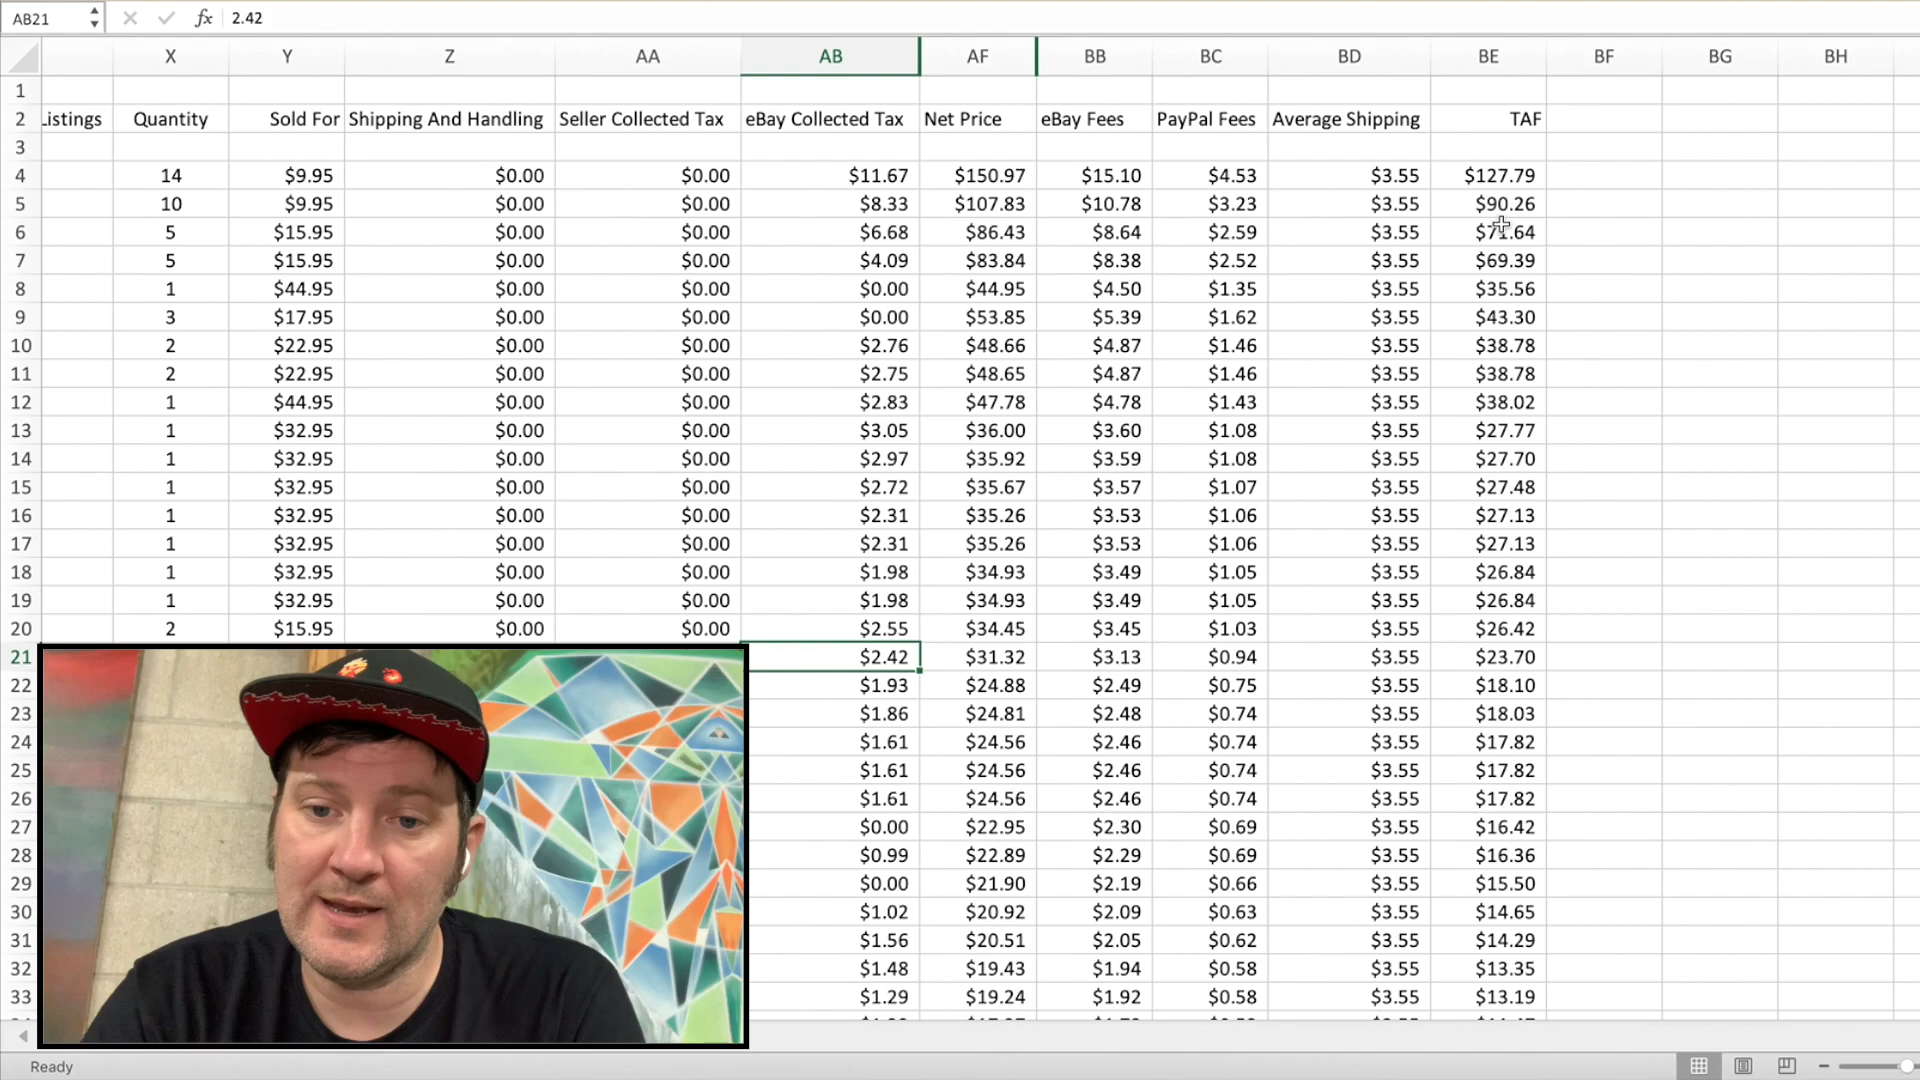 AB21 fx 2.42
X Y Z AA AB AF BB BC BD BE BF BG BH
1
2 Listings Quantity Sold For Shipping And Handling Seller Collected Tax eBay Collected Tax Net Price eBay Fees PayPal Fees Average Shipping TAF
3
4 14 $9.95 $0.00 $0.00 $11.67 $150.97 $15.10 $4.53 $3.55 $127.79
5 10 $9.95 $0.00 $0.00 $8.33 $107.83 $10.78 $3.23 $3.55 $90.26
6 5 $15.95 $0.00 $0.00 $6.68 $86.43 $8.64 $2.59 $3.55 $71.64
7 5 $15.95 $0.00 $0.00 $4.09 $83.84 $8.38 $2.52 $3.55 $69.39
8 1 $44.95 $0.00 $0.00 $0.00 $44.95 $4.50 $1.35 $3.55 $35.56
9 3 $17.95 $0.00 $0.00 $0.00 $53.85 $5.39 $1.62 $3.55 $43.30
10 2 $22.95 $0.00 $0.00 $2.76 $48.66 $4.87 $1.46 $3.55 $38.78
11 2 $22.95 $0.00 $0.00 $2.75 $48.65 $4.87 $1.46 $3.55 $38.78
12 1 $44.95 $0.00 $0.00 $2.83 $47.78 $4.78 $1.43 $3.55 $38.02
13 1 $32.95 $0.00 $0.00 $3.05 $36.00 $3.60 $1.08 $3.55 $27.77
14 1 $32.95 $0.00 $0.00 $2.97 $35.92 $3.59 $1.08 $3.55 $27.70
15 1 $32.95 $0.00 $0.00 $2.72 $35.67 $3.57 $1.07 $3.55 $27.48
16 1 $32.95 $0.00 $0.00 $2.31 $35.26 $3.53 $1.06 $3.55 $27.13
17 1 $32.95 $0.00 $0.00 $2.31 $35.26 $3.53 $1.06 $3.55 $27.13
18 1 $32.95 $0.00 $0.00 $1.98 $34.93 $3.49 $1.05 $3.55 $26.84
19 1 $32.95 $0.00 $0.00 $1.98 $34.93 $3.49 $1.05 $3.55 $26.84
20 2 $15.95 $0.00 $0.00 $2.55 $34.45 $3.45 $1.03 $3.55 $26.42
21 $2.42 $31.32 $3.13 $0.94 $3.55 $23.70
22 $1.93 $24.88 $2.49 $0.75 $3.55 $18.10
23 $1.86 $24.81 $2.48 $0.74 $3.55 $18.03
24 $1.61 $24.56 $2.46 $0.74 $3.55 $17.82
25 $1.61 $24.56 $2.46 $0.74 $3.55 $17.82
26 $1.61 $24.56 $2.46 $0.74 $3.55 $17.82
27 $0.00 $22.95 $2.30 $0.69 $3.55 $16.42
28 $0.99 $22.89 $2.29 $0.69 $3.55 $16.36
29 $0.00 $21.90 $2.19 $0.66 $3.55 $15.50
30 $1.02 $20.92 $2.09 $0.63 $3.55 $14.65
31 $1.56 $20.51 $2.05 $0.62 $3.55 $14.29
32 $1.48 $19.43 $1.94 $0.58 $3.55 $13.35
33 $1.29 $19.24 $1.92 $0.58 $3.55 $13.19
Ready